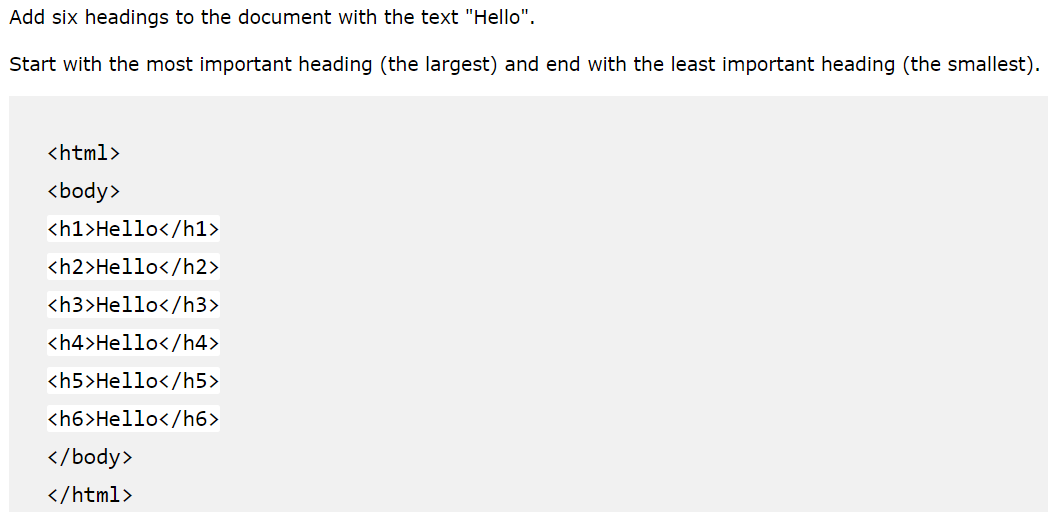 Add six headings to the document with the text "Hello".
Start with the most important heading (the largest) and end with the least important heading (the smallest).
<html>
<body>
<h1>Hello</h1>
<h2>Hello</h2>
<h3>Hello</h3>
<h4>Hello</h4>
<h5>Hello</h5>
<h6>Hello</h6>
</body>
</html>